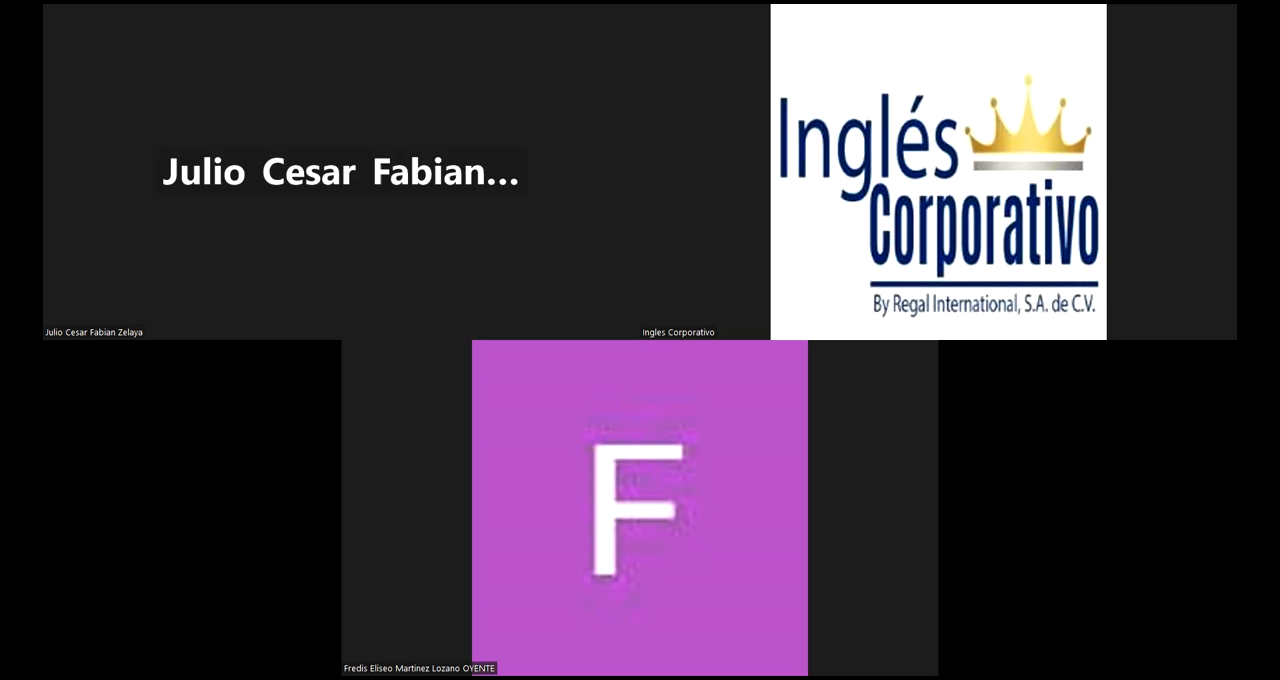 Julio Cesar Fabian...
Inglés
Corporativo
By Regal International, S.A. de C.V.
Julio Cesar Fabian Zelaya
Ingles Corporativo
F
Fredis Eliseo Martinez Lozano OYENTE